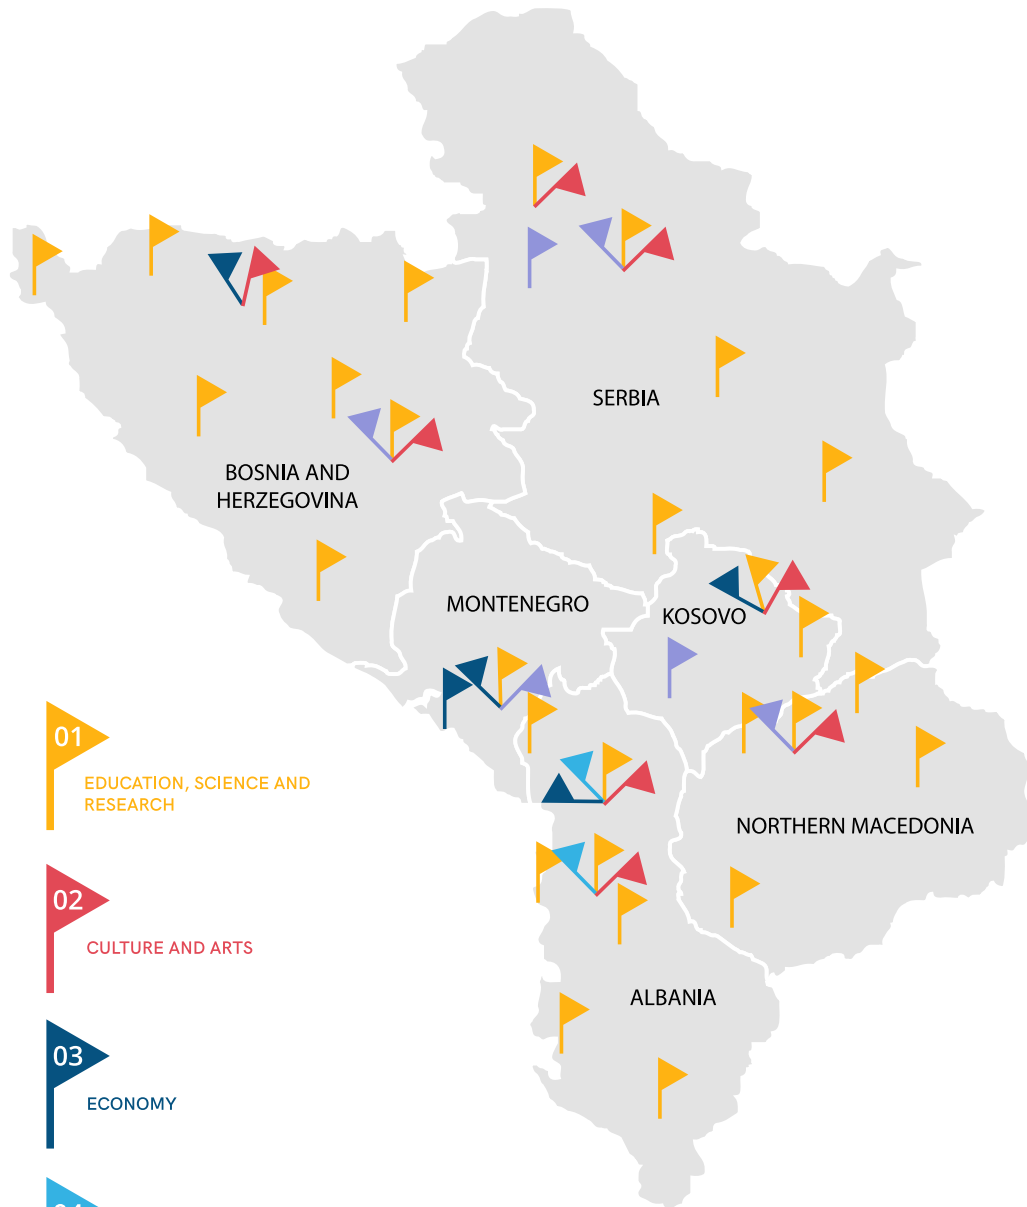 SERBIA
BOSNIA AND
HERZEGOVINA
MONTENEGRO
KOSOVO
01
EDUCATION, SCIENCE AND
RESEARCH
NORTHERN MACEDONIA
02
CULTURE AND ARTS
ALBANIA
03
ECONOMY